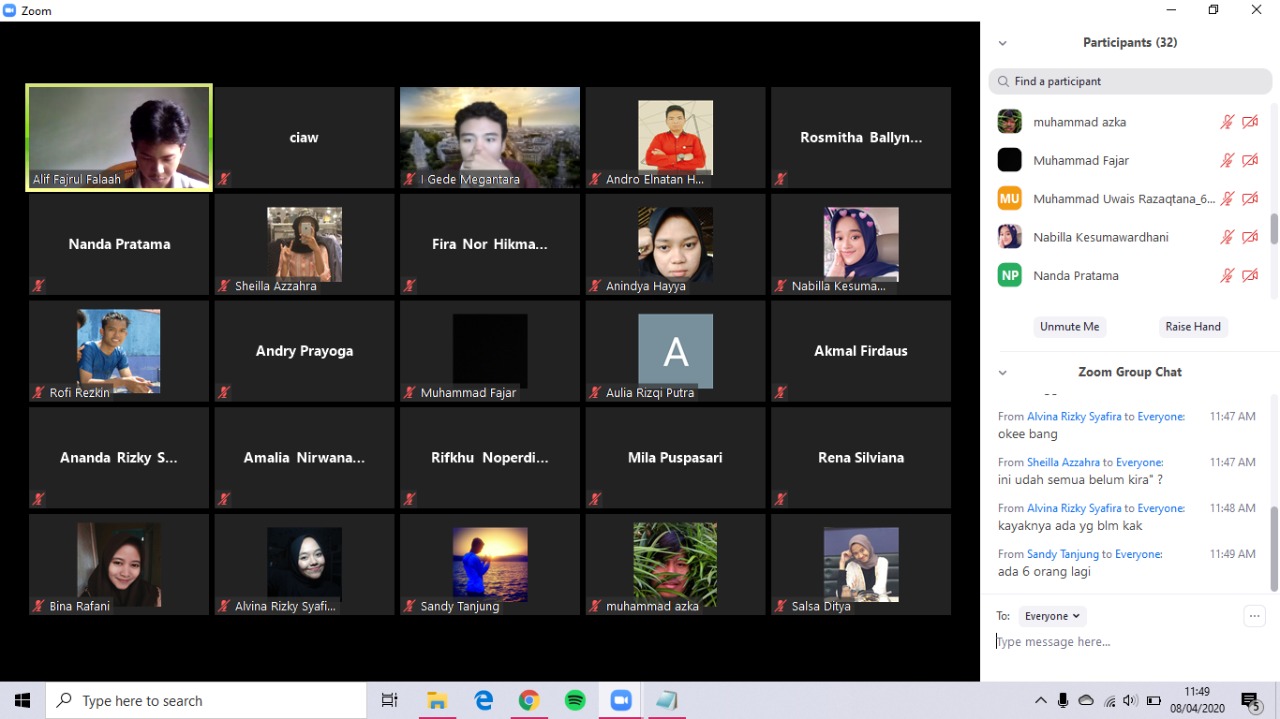 Zoom
Alif Fajrul Falaah
ciaw
I Gede Megantara
Andro Elnatan H...
Rosmitha Ballyn...
Nanda Pratama
Sheilla Azzahra
Fira Nor Hikma...
Anindya Hayya
Nabilla Kesuma...
Rofi Rezkin
Andry Prayoga
Muhammad Fajar
A
Aulia Rizqi Putra
Akmal Firdaus
Ananda Rizky S...
Amalia Nirwana...
Rifkhu Noperdi...
Mila Puspasari
Rena Silviana
Bina Rafani
Alvina Rizky Syafi...
Sandy Tanjung
muhammad azka
Salsa Ditya
Participants (32)
Find a participant
muhammad azka
Muhammad Fajar
MU Muhammad Uwais Razaqtana_6...
Nabilla Kesumawardhani
NP Nanda Pratama
Unmute Me Raise Hand
Zoom Group Chat
From Alvina Rizky Syafira to Everyone: 11:47 AM
okee bang
From Sheilla Azzahra to Everyone: 11:47 AM
ini udah semua belum kira" ?
From Alvina Rizky Syafira to Everyone: 11:48 AM
kayaknya ada yg blm kak
From Sandy Tanjung to Everyone: 11:49 AM
ada 6 orang lagi
To: Everyone
Type message here...
Type here to search
11:49
08/04/2020
5